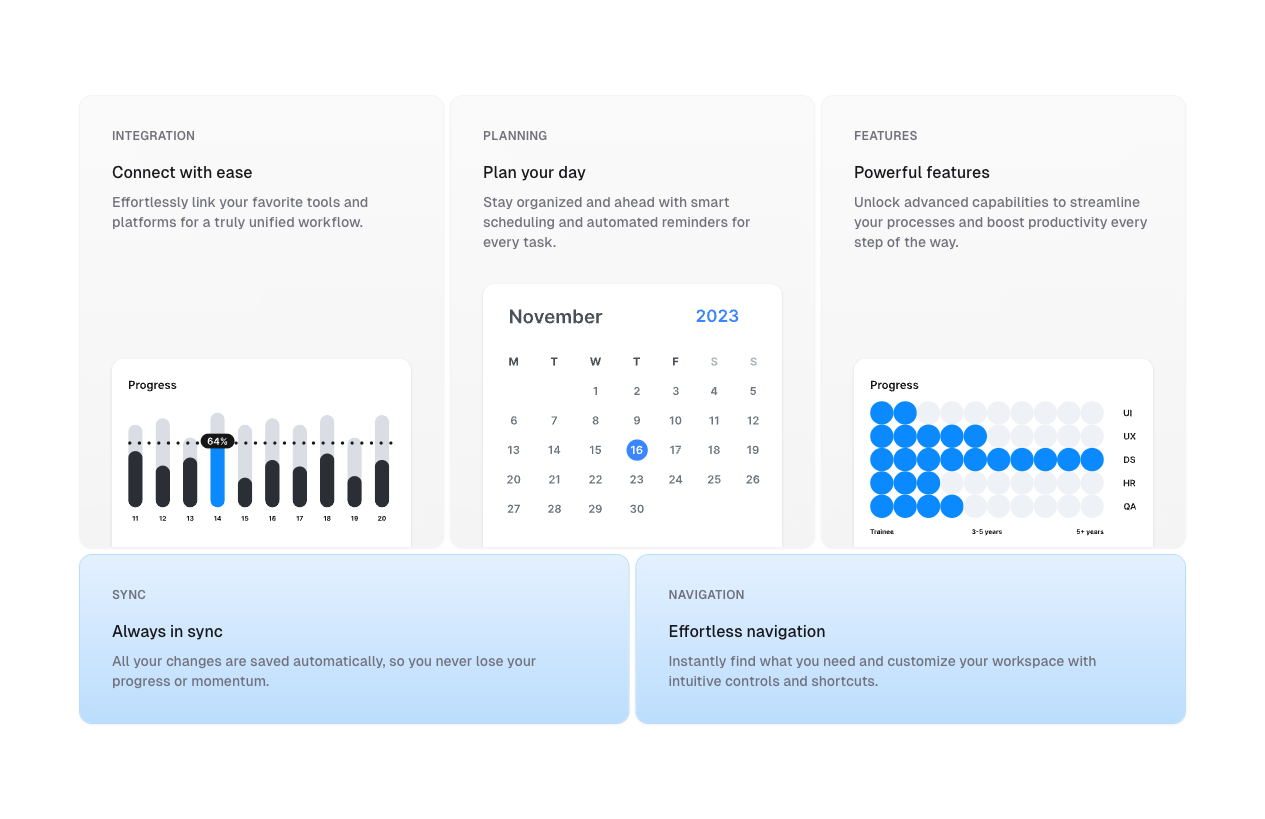 INTEGRATION
Connect with ease
Effortlessly link your favorite tools and
platforms for a truly unified workflow.
Progress
64%
11 12 13 14 15 16 17 18 19 20
PLANNING
Plan your day
Stay organized and ahead with smart
scheduling and automated reminders for
every task.
November 2023
M T W T F S S
1 2 3 4 5
6 7 8 9 10 11 12
13 14 15 16 17 18 19
20 21 22 23 24 25 26
27 28 29 30
FEATURES
Powerful features
Unlock advanced capabilities to streamline
your processes and boost productivity every
step of the way.
Progress
UI
UX
DS
HR
QA
Trainee 3-5 years 5+ years
SYNC
Always in sync
All your changes are saved automatically, so you never lose your
progress or momentum.
NAVIGATION
Effortless navigation
Instantly find what you need and customize your workspace with
intuitive controls and shortcuts.